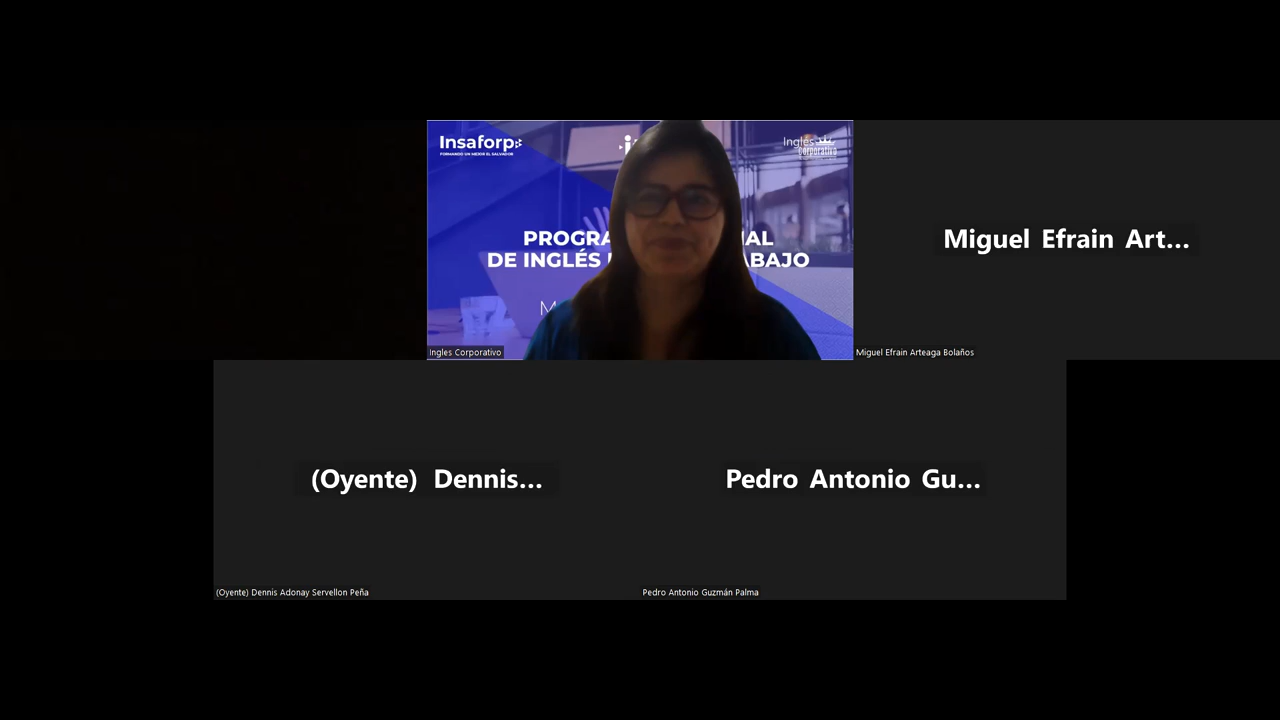 Insaforp
FORMANDO UN MEJOR EL SALVADOR
Inglés
corporativo
PROGRA
IAL
DE INGLÉS
ABAJO
M
Ingles Corporativo
Miguel Efrain Art...
Miguel Efrain Arteaga Bolaños
(Oyente) Dennis...
(Oyente) Dennis Adonay Servellon Peña
Pedro Antonio Gu...
Pedro Antonio Guzmán Palma